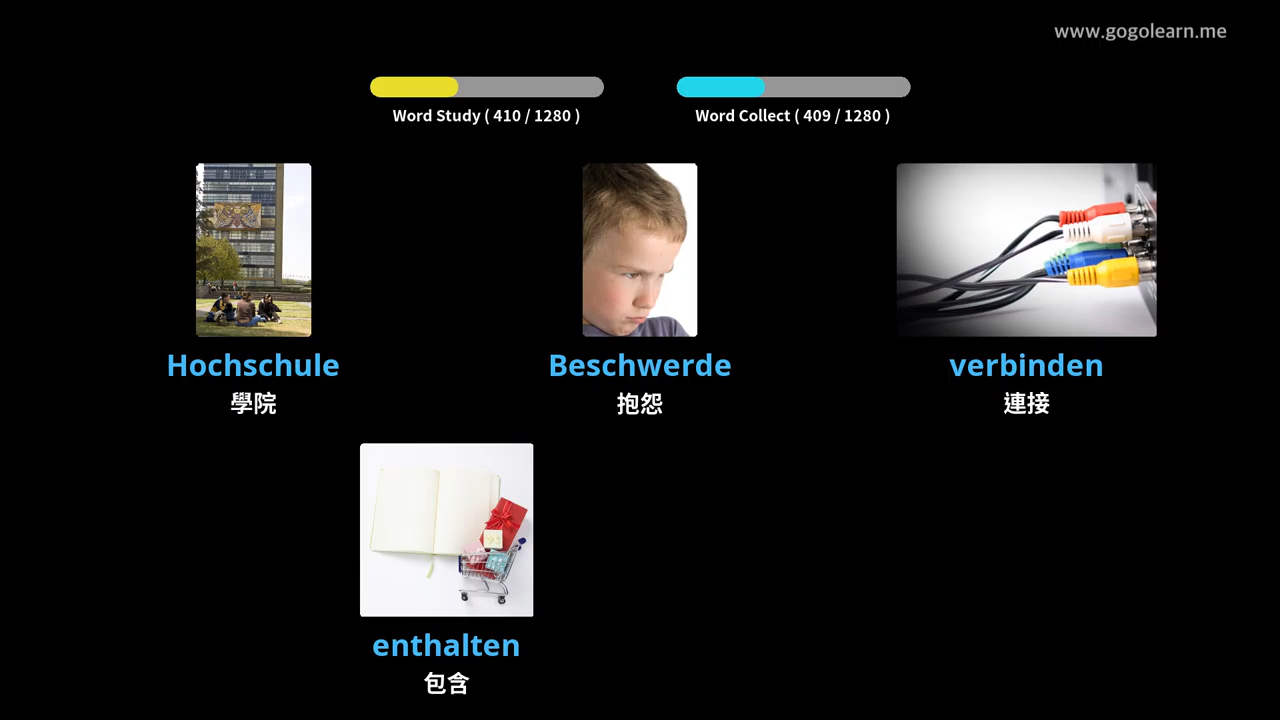 www.gogolearn.me
Word Study ( 410 / 1280 )
Word Collect ( 409 / 1280 )
Hochschule
學院
Beschwerde
抱怨
verbinden
連接
enthalten
包含